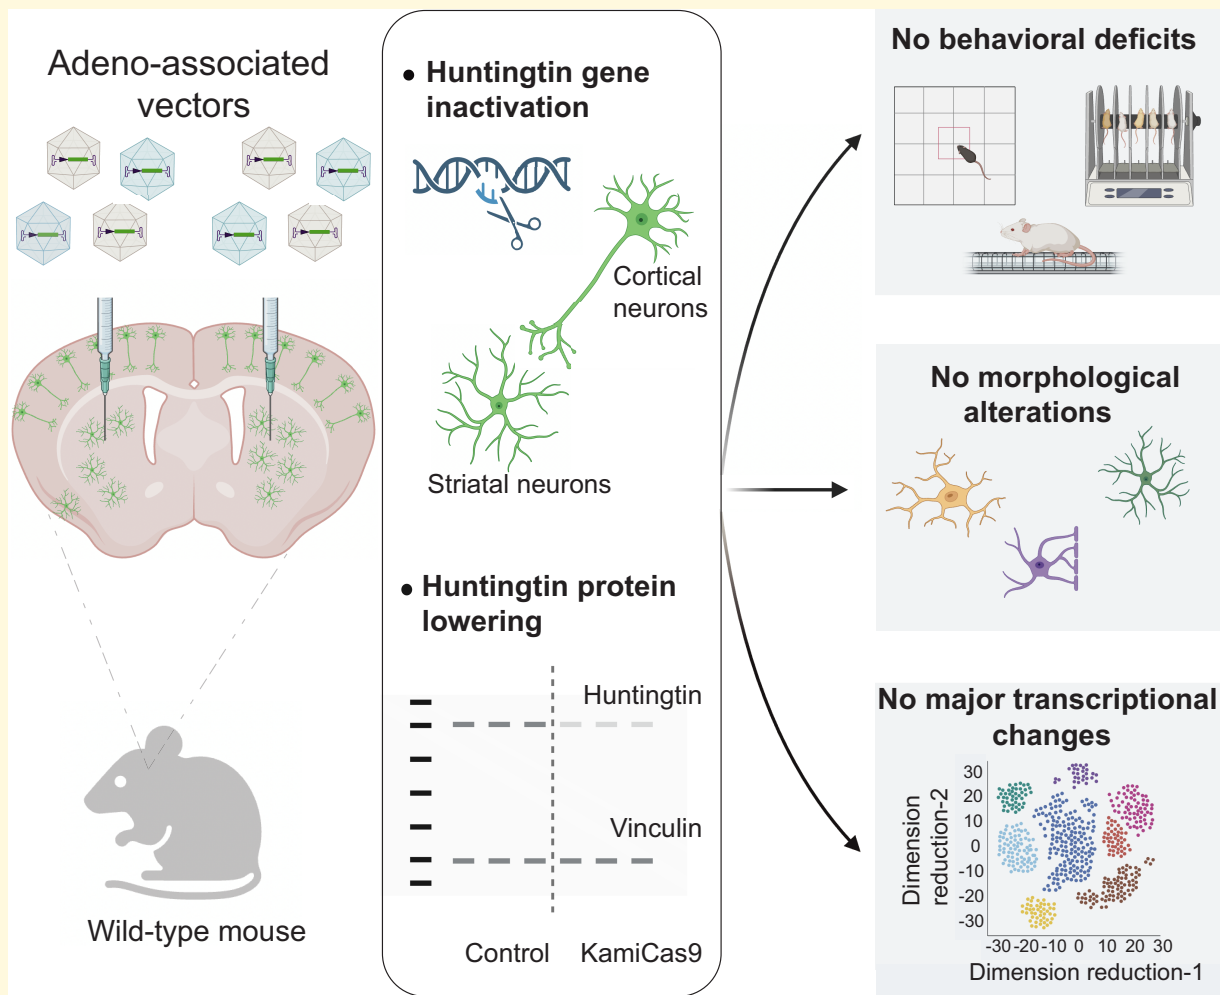 Adeno-associated
vectors
Wild-type mouse
• Huntingtin gene
inactivation
Cortical
neurons
Striatal neurons
• Huntingtin protein
lowering
Huntingtin
Vinculin
Control KamiCas9
No behavioral deficits
No morphological
alterations
No major transcriptional
changes
Dimension
reduction-2
30
20
10
0
-10
-20
-30
-30 -20 -10 0 10 20 30
Dimension reduction-1